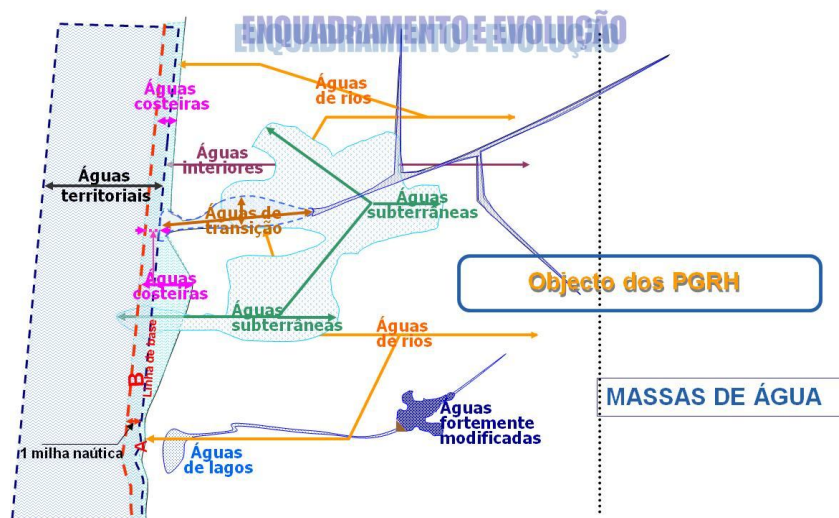 ENQUADRAMENTO E EVOLUÇÃO
Águas
costeiras
Águas
de rios
Águas
interiores
Águas
territoriais
Águas
subterrâneas
Águas de
transição
Objecto dos PGRH
Águas
costeiras
Águas
subterrâneas
Linha de base
Águas
de rios
B
MASSAS DE ÁGUA
Águas
fortemente
modificadas
A
1 milha naútica
Águas
de lagos